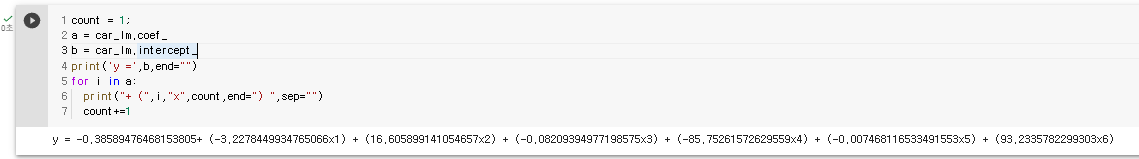 0초
1 count = 1;
2 a = car_lm.coef_
3 b = car_lm.intercept_
4 print('y =',b,end="")
5 for i in a:
6   print("+ (",i,"x",count,end=") ",sep="")
7   count+=1
y = -0.38589476468153805+ (-3.2278449934765066x1) + (16.605899141054657x2) + (-0.08209394977198575x3) + (-85.75261572629559x4) + (-0.007468116533491553x5) + (93.2335782299303x6)